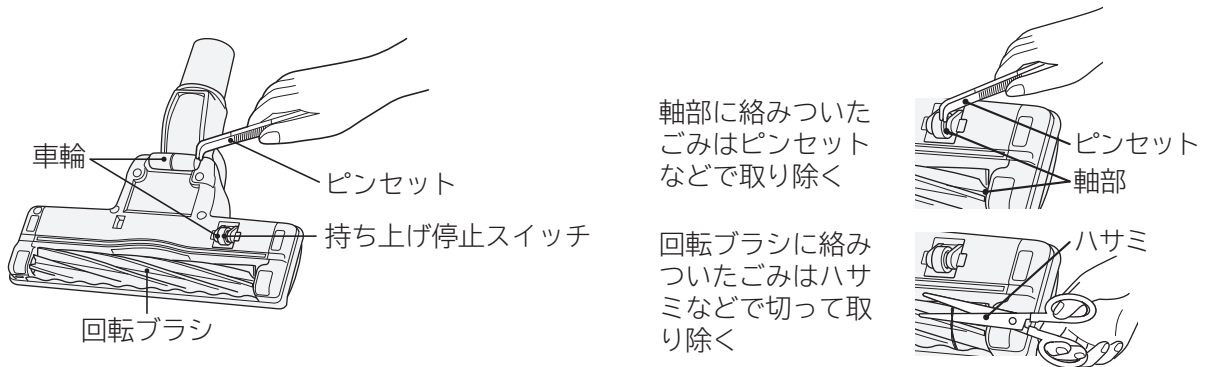 車輪
ピンセット
持ち上げ停止スイッチ
回転ブラシ
軸部に絡みついた
ごみはピンセット
などで取り除く
ピンセット
軸部
回転ブラシに絡み
ついたごみはハサ
ミなどで切って取
り除く
ハサミ